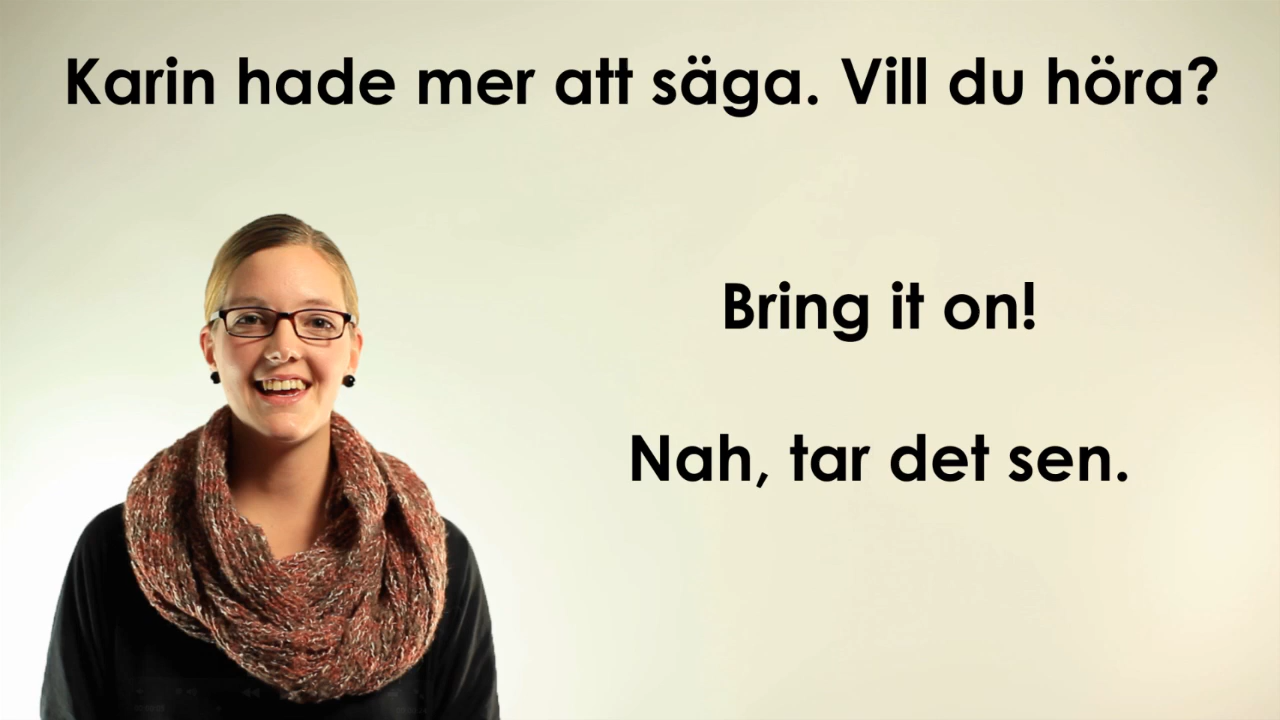 Karin hade mer att säga. Vill du höra?
Bring it on!
Nah, tar det sen.